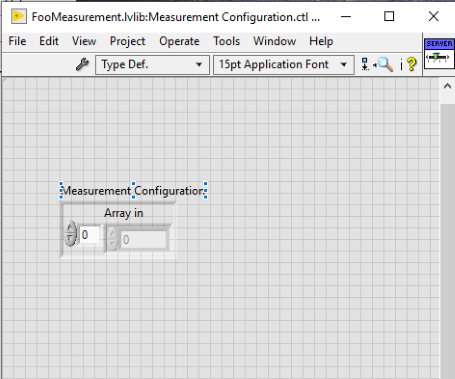 FooMeasurement.lvlib:Measurement Configuration.ctl ...
File Edit View Project Operate Tools Window Help
Type Def. 15pt Application Font
SERVER
Measurement Configuration
Array in
0 0